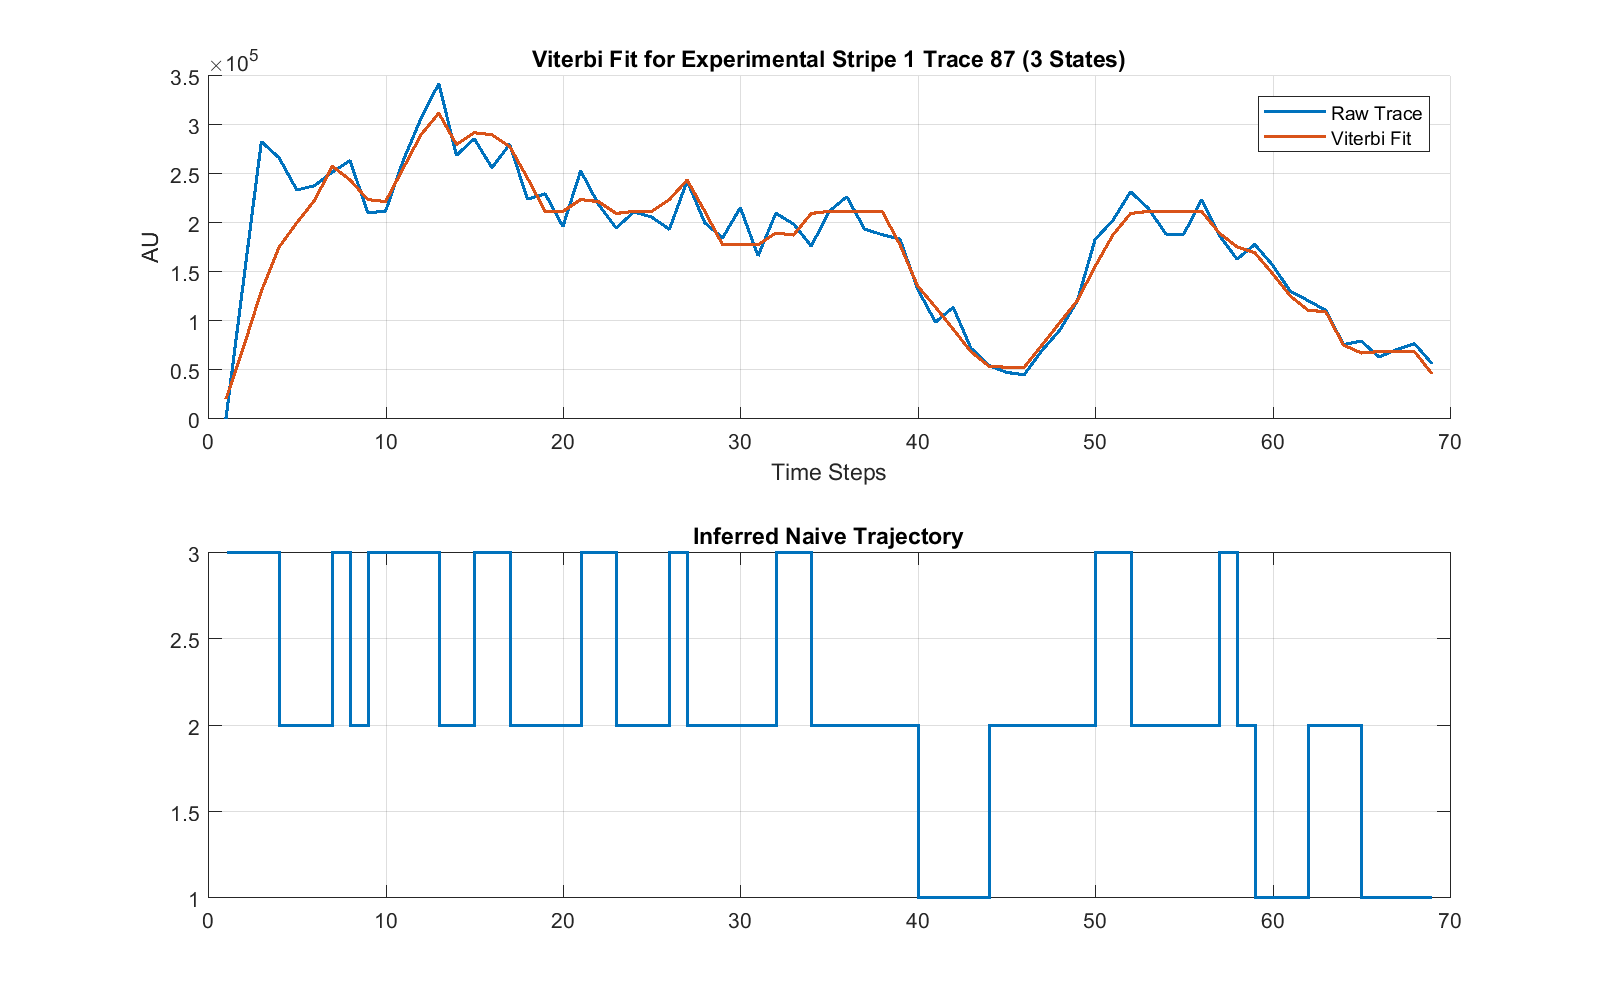 Viterbi Fit for Experimental Stripe 1 Trace 87 (3 States)
×10^5
3.5
3
2.5
2
1.5
1
0.5
0
AU
Raw Trace
Viterbi Fit
0 10 20 30 40 50 60 70
Time Steps
Inferred Naive Trajectory
3
2.5
2
1.5
1
0 10 20 30 40 50 60 70